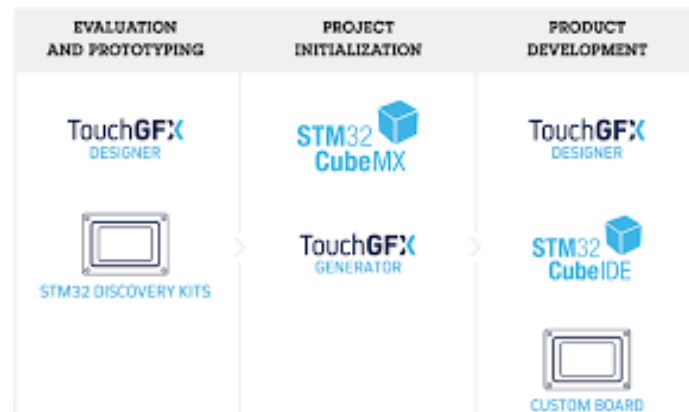 EVALUATION
AND PROTOTYPING
PROJECT
INITIALIZATION
PRODUCT
DEVELOPMENT
TouchGFX
DESIGNER
STM32 DISCOVERY KITS
STM32
CubeMX
TouchGFX
GENERATOR
TouchGFX
DESIGNER
STM32
CubeIDE
CUSTOM BOARD